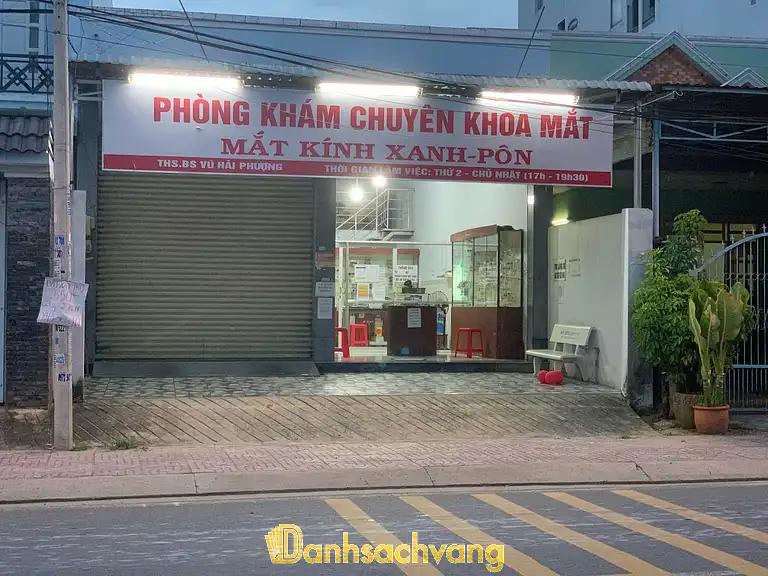 PHÒNG KHÁM CHUYÊN KHOA MẮT
MẮT KÍNH XANH-PÔN
THS.BS VŨ HẢI PHƯỢNG THỜI GIAN LÀM VIỆC: THỨ 2 - CHỦ NHẬT (17h - 19h30)
Danhsachvang